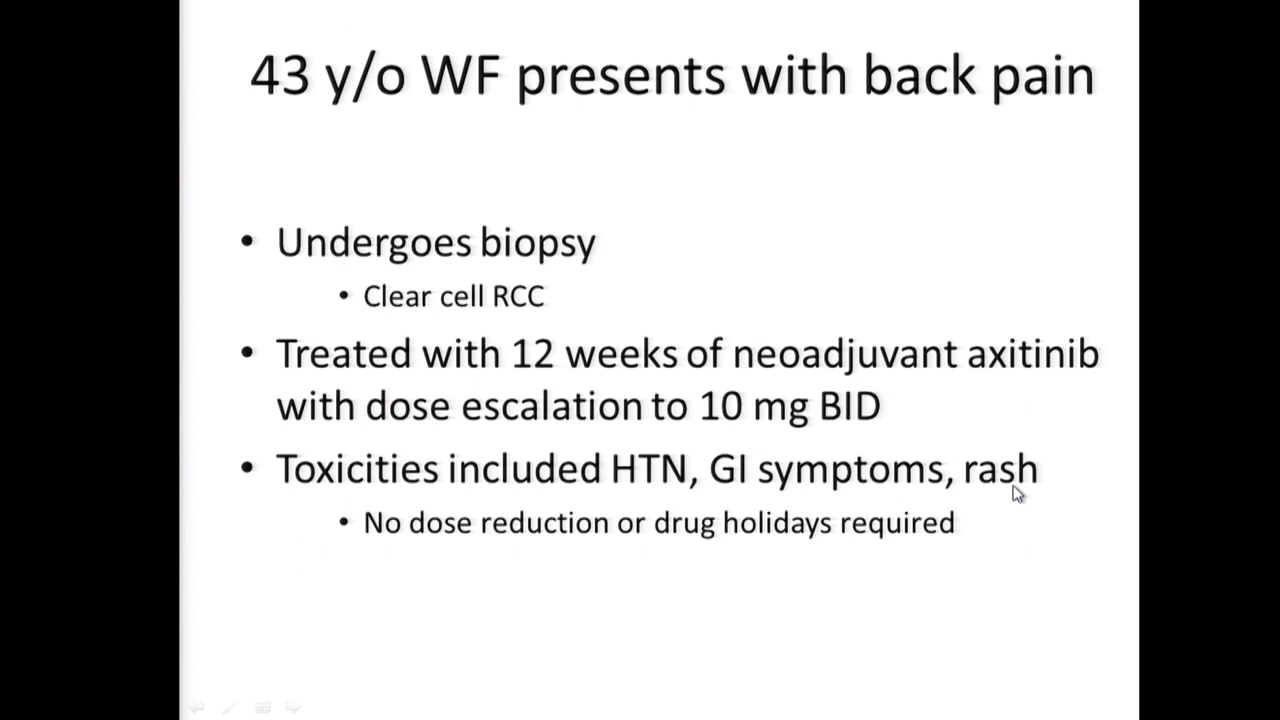 43 y/o WF presents with back pain
• Undergoes biopsy
• Clear cell RCC
• Treated with 12 weeks of neoadjuvant axitinib
with dose escalation to 10 mg BID
• Toxicities included HTN, GI symptoms, rash
• No dose reduction or drug holidays required